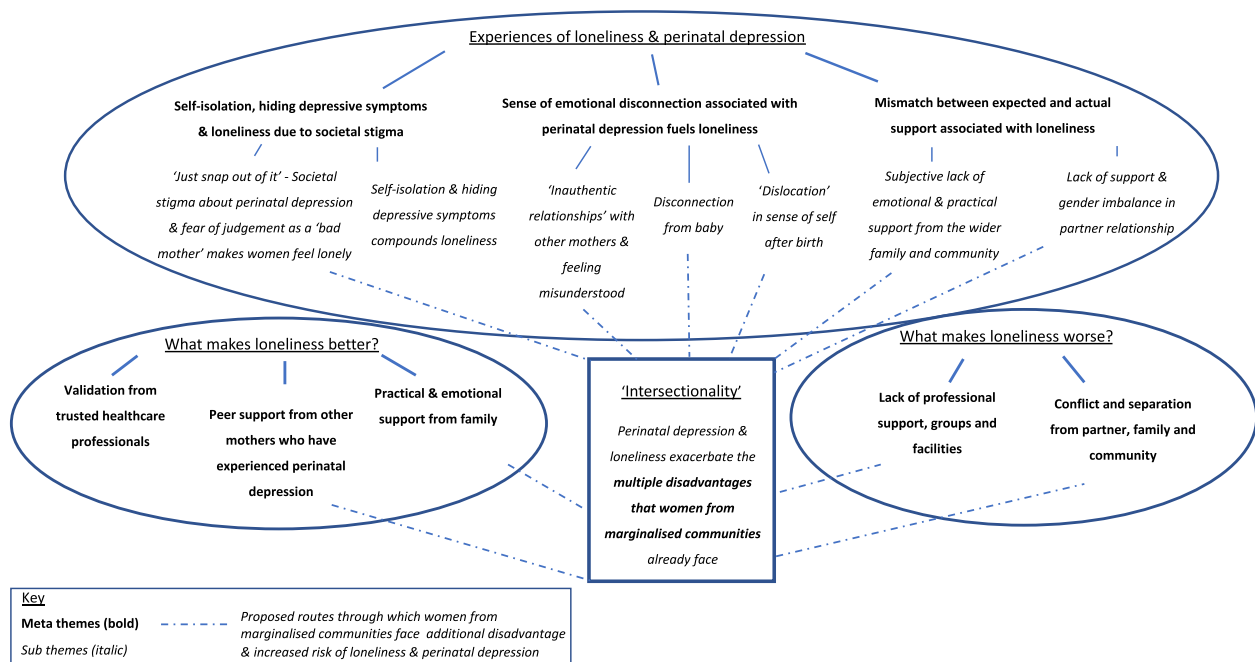 Experiences of loneliness & perinatal depression
Self-isolation, hiding depressive symptoms
& loneliness due to societal stigma
Sense of emotional disconnection associated with
perinatal depression fuels loneliness
Mismatch between expected and actual
support associated with loneliness
‘Just snap out of it’ - Societal
stigma about perinatal depression
& fear of judgement as a ‘bad
mother’ makes women feel lonely
Self-isolation & hiding
depressive symptoms
compounds loneliness
‘Inauthentic
relationships’ with
other mothers &
feeling
misunderstood
Disconnection
from baby
‘Dislocation’
in sense of self
after birth
Subjective lack of
emotional & practical
support from the wider
family and community
Lack of support &
gender imbalance in
partner relationship
What makes loneliness better?
Validation from
trusted healthcare
professionals
Peer support from other
mothers who have
experienced perinatal
depression
Practical & emotional
support from family
‘Intersectionality’
Perinatal depression &
loneliness exacerbate the
multiple disadvantages
that women from
marginalised communities
already face
What makes loneliness worse?
Lack of professional
support, groups and
facilities
Conflict and separation
from partner, family and
community
Key
Meta themes (bold)
Sub themes (italic)
Proposed routes through which women from
marginalised communities face additional disadvantage
& increased risk of loneliness & perinatal depression